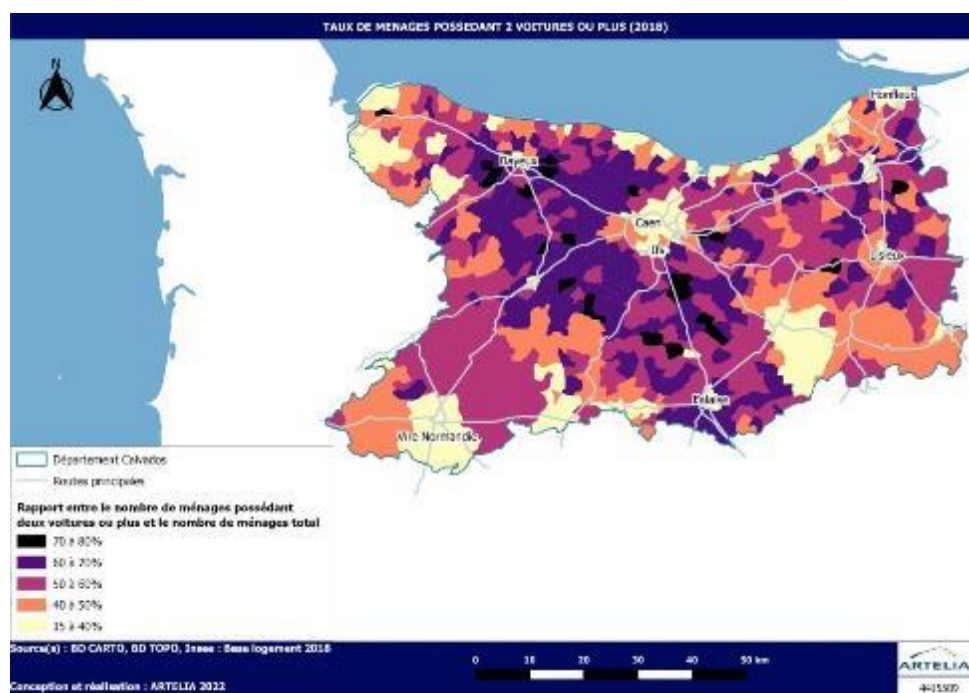 TAUX DE MENAGES POSSEDANT 2 VOITURES OU PLUS (2018)
N
Honfleur
Bayeux
Caen
Ifs
Lisieux
Falaise
Vire Normandie
Département Calvados
Routes principales
Rapport entre le nombre de ménages possédant
deux voitures ou plus et le nombre de ménages total
70 à 80%
60 à 70%
50 à 60%
40 à 50%
15 à 40%
Source(s) : BD CARTO, BD TOPO, Insee : Base logement 2018
Conception et réalisation : ARTELIA 2022
0 10 20 30 40 50 km
ARTELIA